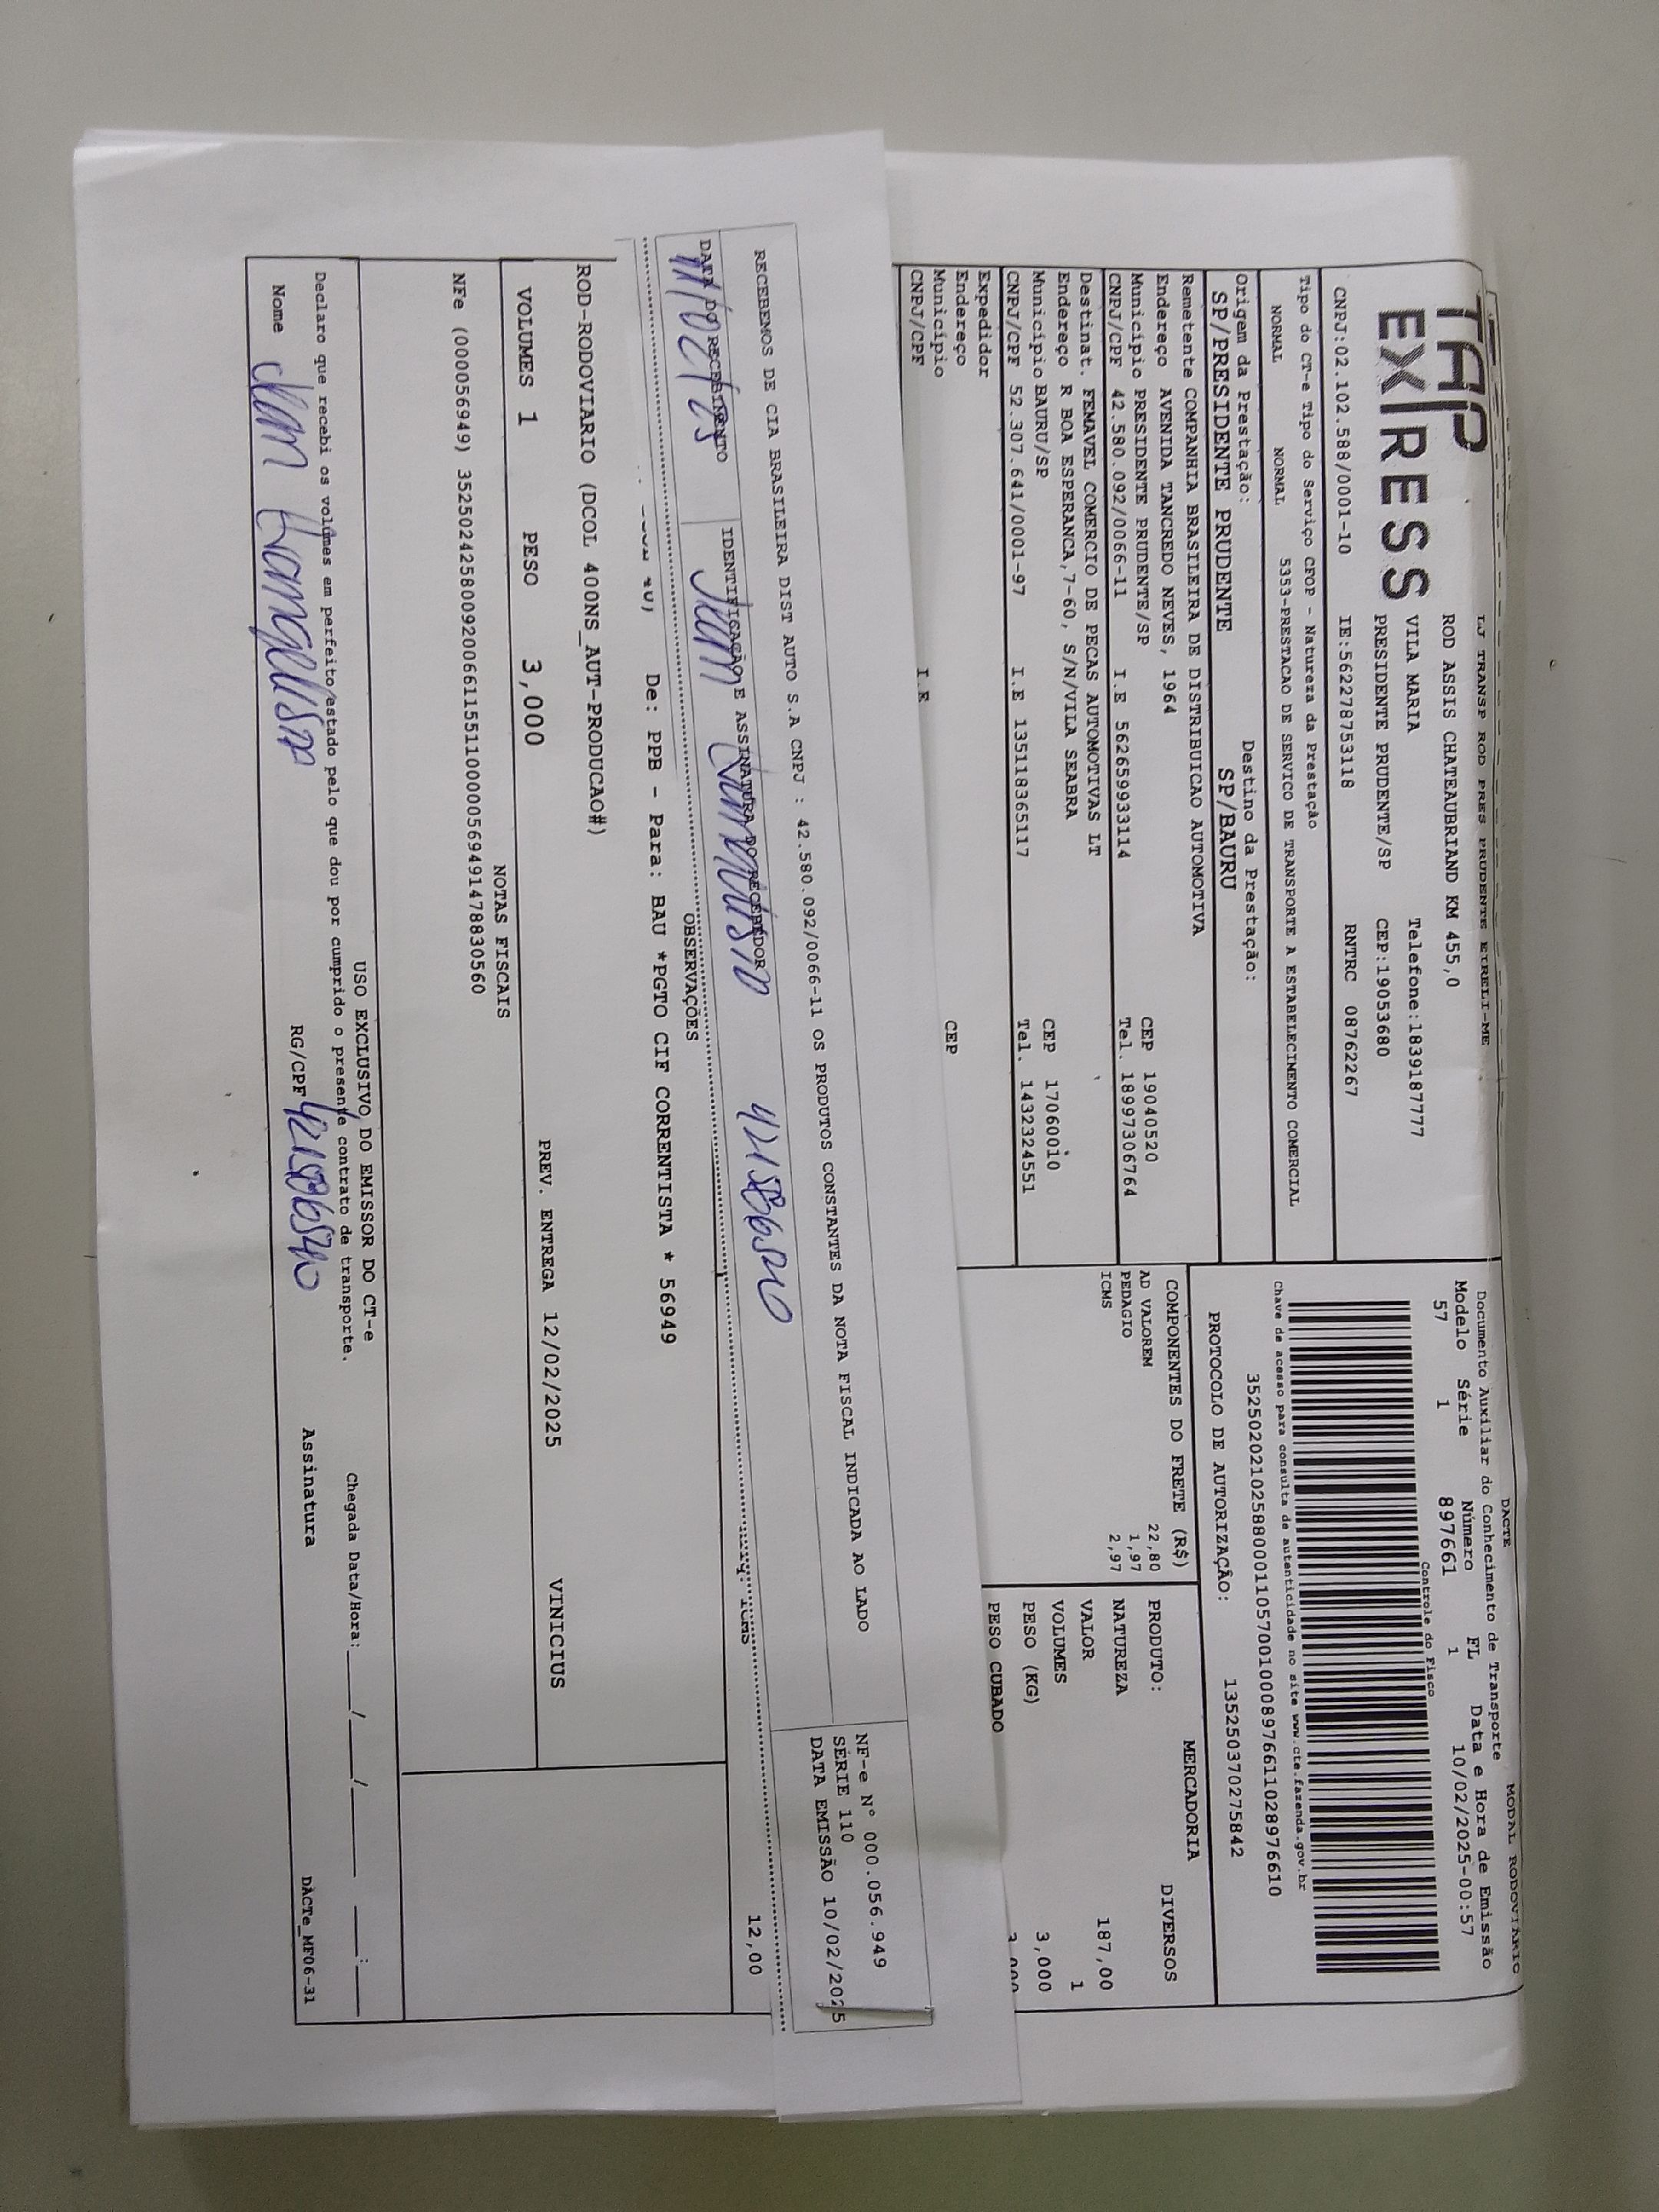 TAP
EXPRESS
LJ TRANSP ROD PRES PRUDENTE EIRELI-ME
ROD ASSIS CHATEAUBRIAND KM 455,0
VILA MARIA Telefone:1839187777
PRESIDENTE PRUDENTE/SP CEP:19053680
CNPJ:02.102.588/0001-10 IE:562278753118 RNTRC 08762267
Tipo do CT-e Tipo do Serviço CFOP - Natureza da Prestação
NORMAL NORMAL 5353-PRESTACAO DE SERVICO DE TRANSPORTE A ESTABELECIMENTO COMERCIAL
Origem da Prestação: Destino da Prestação:
SP/PRESIDENTE PRUDENTE SP/BAURU
Remetente COMPANHIA BRASILEIRA DE DISTRIBUICAO AUTOMOTIVA
Endereço AVENIDA TANCREDO NEVES, 1964 CEP 19040520
Município PRESIDENTE PRUDENTE/SP Tel. 18997306764
CNPJ/CPF 42.580.092/0066-11 I.E 562659933114
Destinat. FEMAVEL COMERCIO DE PECAS AUTOMOTIVAS LT
Endereço R BOA ESPERANCA,7-60, S/N/VILA SEABRA CEP 17060010
Município BAURU/SP Tel. 1432324551
CNPJ/CPF 52.307.641/0001-97 I.E 135118365117
Expedidor
Endereço CEP
Município
CNPJ/CPF I.E
DACTE MODAL RODOVIÁRIO
Documento Auxiliar do Conhecimento de Transporte
Modelo Série Número FL Data e Hora de Emissão
57 1 897661 1 10/02/2025-00:57
Controle do Fisco
Chave de acesso para consulta de autenticidade no site www.cte.fazenda.gov.br
35250202102588000110570010008976611028976610
PROTOCOLO DE AUTORIZAÇÃO: 135250370275842
COMPONENTES DO FRETE (R$)
AD VALOREM 22,80
PEDAGIO 1,97
ICMS 2,97
MERCADORIA
PRODUTO: DIVERSOS
NATUREZA
VALOR 187,00
VOLUMES 1
PESO (KG) 3,000
PESO CUBADO
RECEBEMOS DE CIA BRASILEIRA DIST AUTO S.A CNPJ : 42.580.092/0066-11 OS PRODUTOS CONSTANTES DA NOTA FISCAL INDICADA AO LADO
DATA DO RECEBIMENTO IDENTIFICAÇÃO E ASSINATURA DO RECEBEDOR
NF-e N° 000.056.949
SÉRIE 110
DATA EMISSÃO 10/02/2025
ICMS 12,00
OBSERVAÇÕES
De: PPB - Para: BAU *PGTO CIF CORRENTISTA * 56949
ROD-RODOVIARIO (DCOL 400NS_AUT-PRODUCAO#)
VOLUMES 1 PESO 3,000 PREV. ENTREGA 12/02/2025 VINICIUS
NOTAS FISCAIS
NFe (000056949) 35250242580092006611551100000569491478830560
USO EXCLUSIVO DO EMISSOR DO CT-e
Declaro que recebi os volumes em perfeito estado pelo que dou por cumprido o presente contrato de transporte. Chegada Data/Hora: ___/___/___ ___:___
Nome RG/CPF Assinatura DACTe_MF06-31